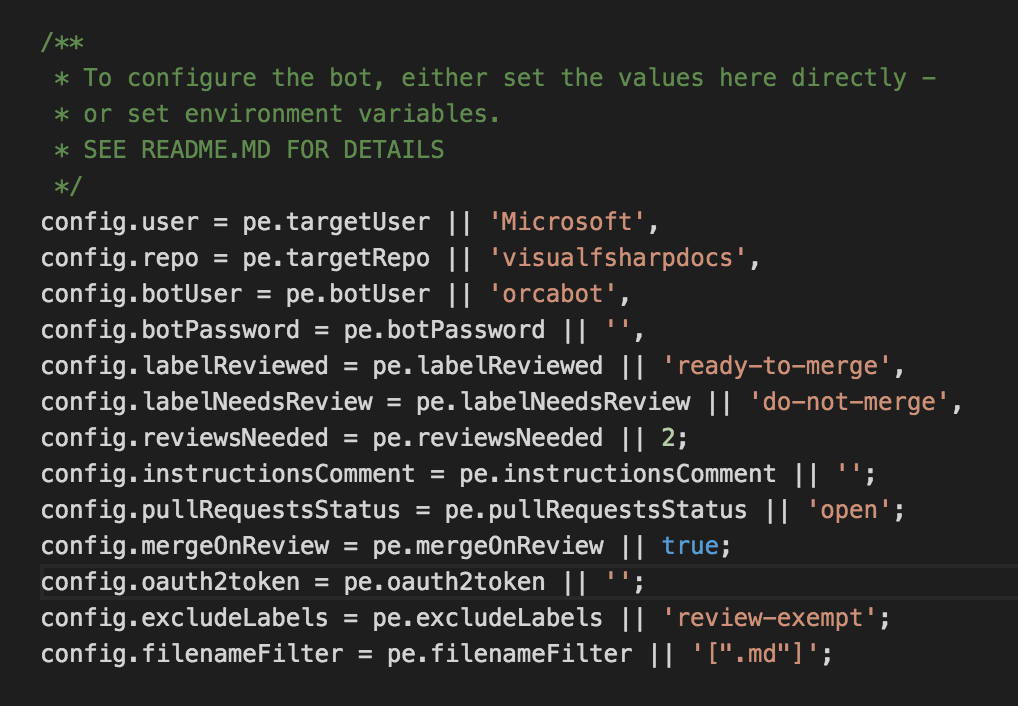 /**
 * To configure the bot, either set the values here directly -
 * or set environment variables.
 * SEE README.MD FOR DETAILS
 */
config.user = pe.targetUser || 'Microsoft',
config.repo = pe.targetRepo || 'visualfsharpdocs',
config.botUser = pe.botUser || 'orcabot',
config.botPassword = pe.botPassword || '',
config.labelReviewed = pe.labelReviewed || 'ready-to-merge',
config.labelNeedsReview = pe.labelNeedsReview || 'do-not-merge',
config.reviewsNeeded = pe.reviewsNeeded || 2;
config.instructionsComment = pe.instructionsComment || '';
config.pullRequestsStatus = pe.pullRequestsStatus || 'open';
config.mergeOnReview = pe.mergeOnReview || true;
config.oauth2token = pe.oauth2token || '';
config.excludeLabels = pe.excludeLabels || 'review-exempt';
config.filenameFilter = pe.filenameFilter || '[".md"]';